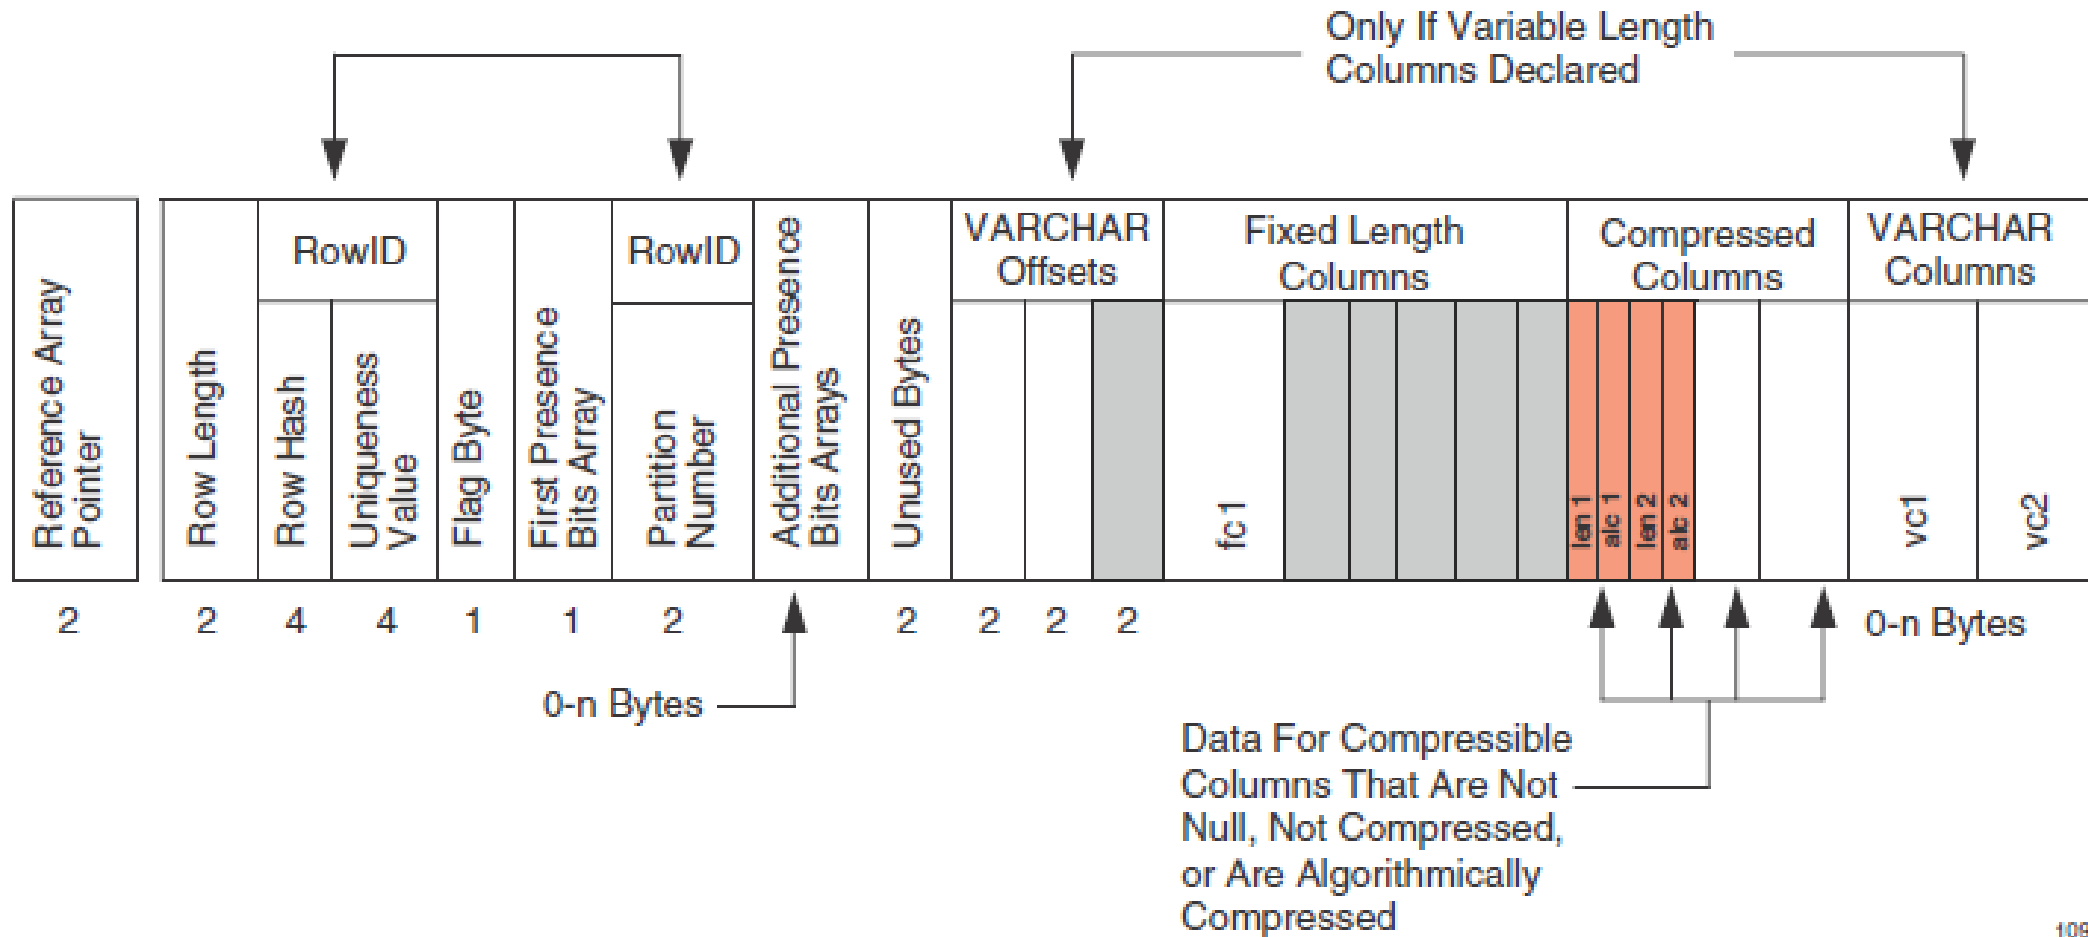 Only If Variable Length
Columns Declared
Reference Array
Pointer
Row Length
RowID
Row Hash
Uniqueness
Value
Flag Byte
First Presence
Bits Array
RowID
Partition
Number
Additional Presence
Bits Arrays
Unused Bytes
VARCHAR
Offsets
Fixed Length
Columns
fc1
Compressed
Columns
len 1
alc 1
len 2
alc 2
VARCHAR
Columns
vc1
vc2
2
2
4
4
1
1
2
2
2
2
2
0-n Bytes
0-n Bytes
Data For Compressible
Columns That Are Not
Null, Not Compressed,
or Are Algorithmically
Compressed